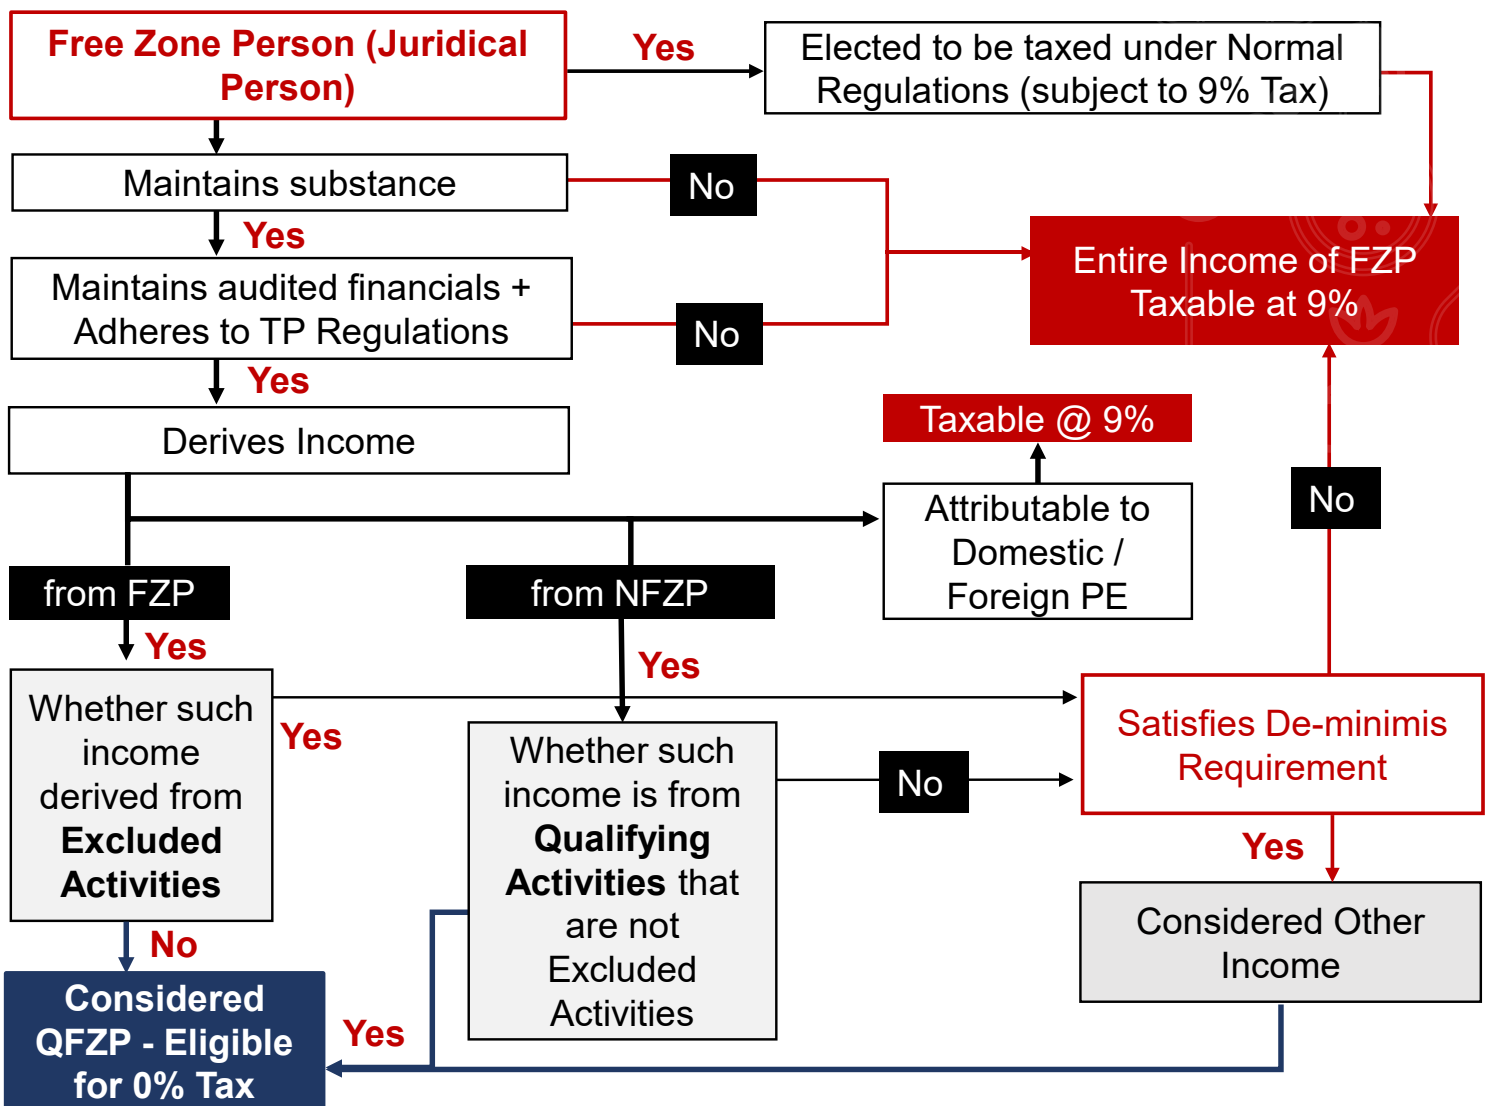 Free Zone Person (Juridical
Person)
Yes
Elected to be taxed under Normal
Regulations (subject to 9% Tax)
Maintains substance
No
Yes
Entire Income of FZP
Taxable at 9%
Maintains audited financials +
Adheres to TP Regulations
No
Yes
Derives Income
Taxable @ 9%
Attributable to
Domestic /
Foreign PE
No
from FZP
from NFZP
Yes
Yes
Whether such
income
derived from
Excluded
Activities
Yes
Whether such
income is from
Qualifying
Activities that
are not
Excluded
Activities
No
Satisfies De-minimis
Requirement
Yes
Considered Other
Income
No
Considered
QFZP - Eligible
for 0% Tax
Yes